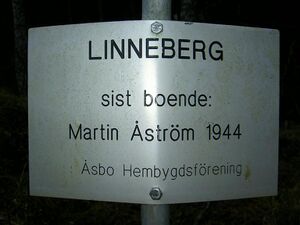 LINNEBERG
sist boende:
Martin Åström 1944
Åsbo Hembygdsförening